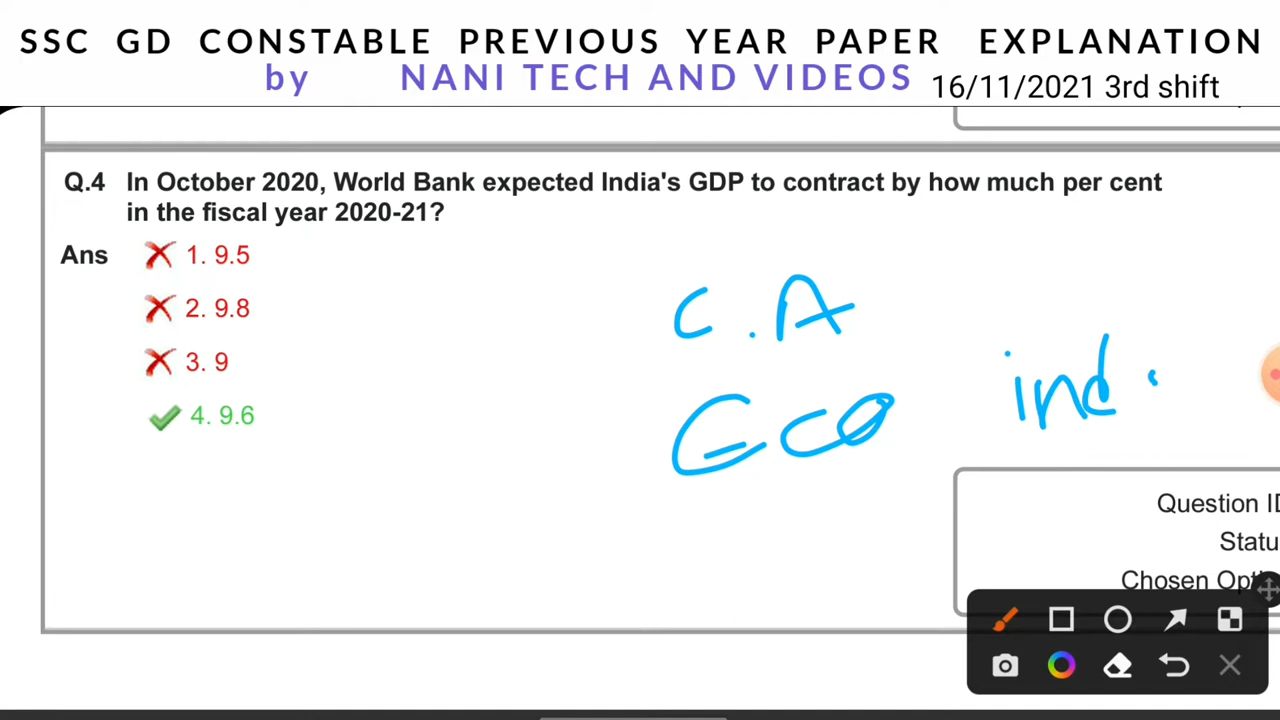 SSC GD CONSTABLE PREVIOUS YEAR PAPER EXPLANATION
by NANI TECH AND VIDEOS 16/11/2021 3rd shift
Q.4 In October 2020, World Bank expected India's GDP to contract by how much per cent
in the fiscal year 2020-21?
Ans 1. 9.5
2. 9.8
C.A
3. 9
ind.
4. 9.6
Eco
Question ID
Statu
Chosen Opt